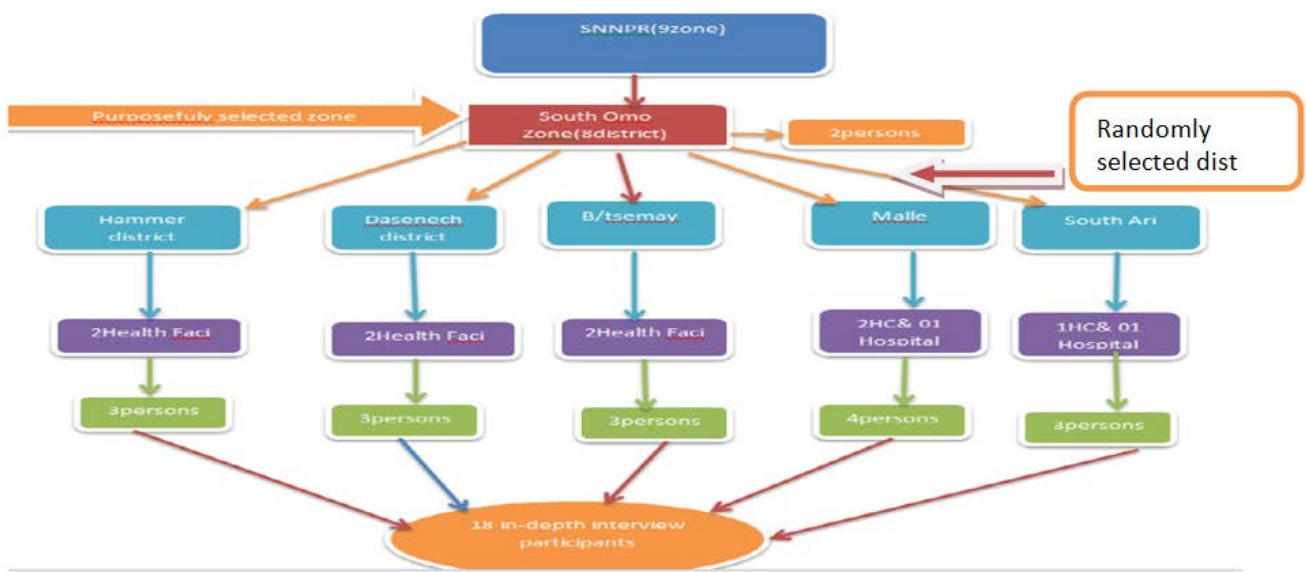 SNNPR(9zone)
Purposefuly selected zone
South Omo
Zone(8district)
2persons
Randomly
selected dist
Hammer
district
Dasenech
district
B/tsemay
Malle
South Ari
2Health Faci
2Health Faci
2Health Faci
2HC& 01
Hospital
1HC& 01
Hospital
3persons
3persons
3persons
4persons
3persons
18 in-depth interview
participants